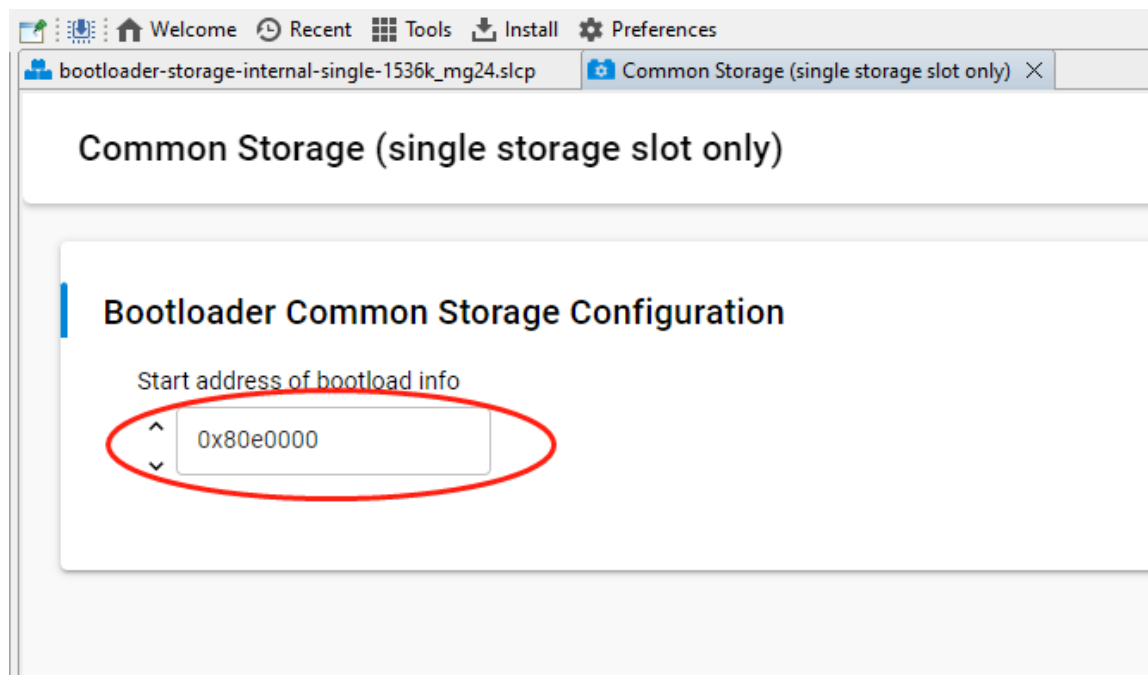 Welcome Recent Tools Install Preferences
bootloader-storage-internal-single-1536k_mg24.slcp Common Storage (single storage slot only)
Common Storage (single storage slot only)
Bootloader Common Storage Configuration
Start address of bootload info
0x80e0000